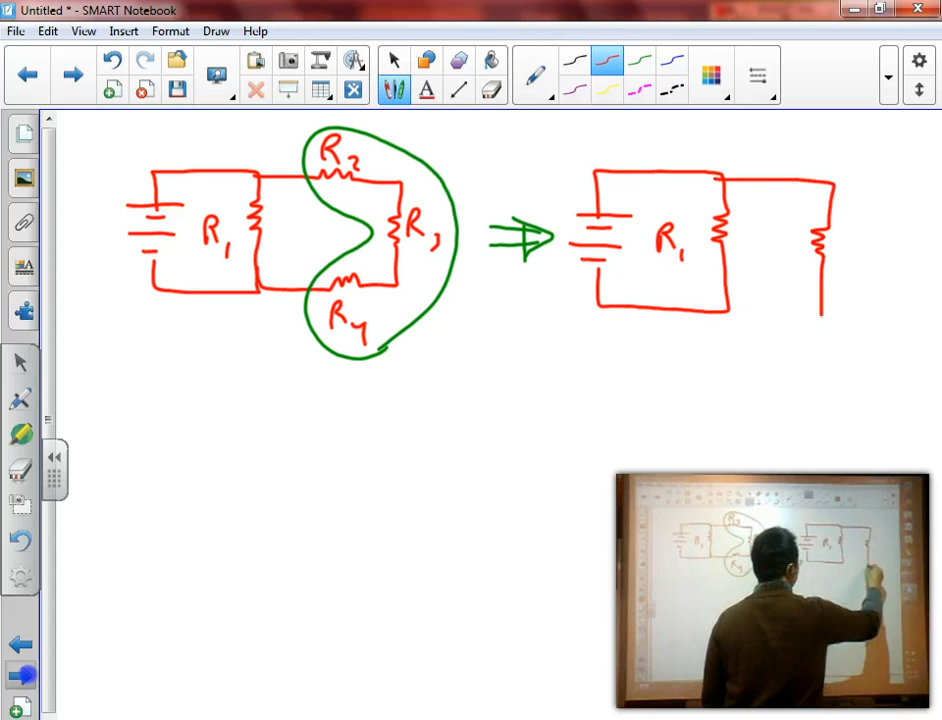 Untitled * - SMART Notebook
File Edit View Insert Format Draw Help
R2
R1
R3
R4
R1